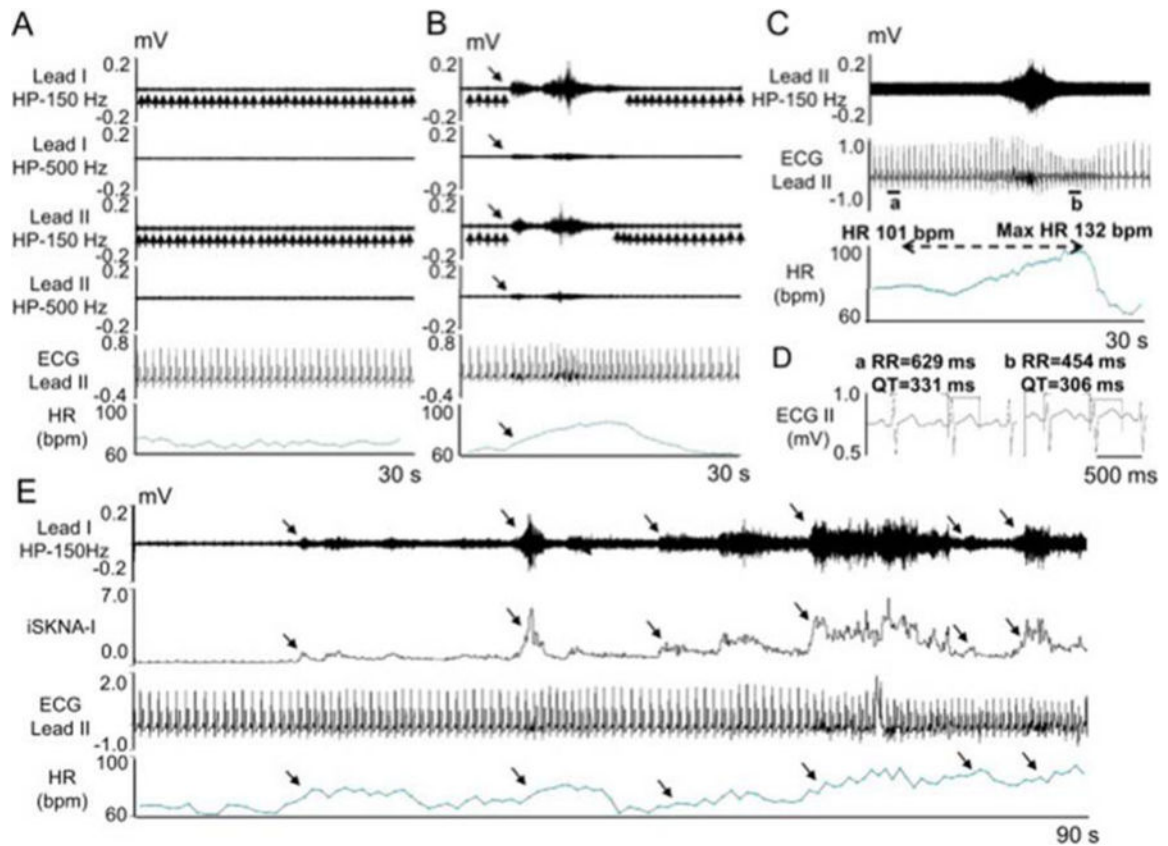 A
mV
Lead I
HP-150 Hz
0.2
-0.2
Lead I
HP-500 Hz
0.2
-0.2
Lead II
HP-150 Hz
0.2
-0.2
Lead II
HP-500 Hz
0.2
-0.2
ECG
Lead II
0.8
-0.4
HR
(bpm)
100
60
30 s
B
mV
0.2
-0.2
0.2
-0.2
0.2
-0.2
0.2
-0.2
0.8
-0.4
100
60
30 s
C
mV
Lead II
HP-150 Hz
0.2
-0.2
ECG
Lead II
1.0
-1.0
a
b
HR 101 bpm
Max HR 132 bpm
HR
(bpm)
100
60
30 s
D
a RR=629 ms
QT=331 ms
b RR=454 ms
QT=306 ms
ECG II
(mV)
1.0
0.5
500 ms
E
mV
Lead I
HP-150Hz
0.2
-0.2
iSKNA-I
7.0
0.0
ECG
Lead II
2.0
-1.0
HR
(bpm)
100
60
90 s